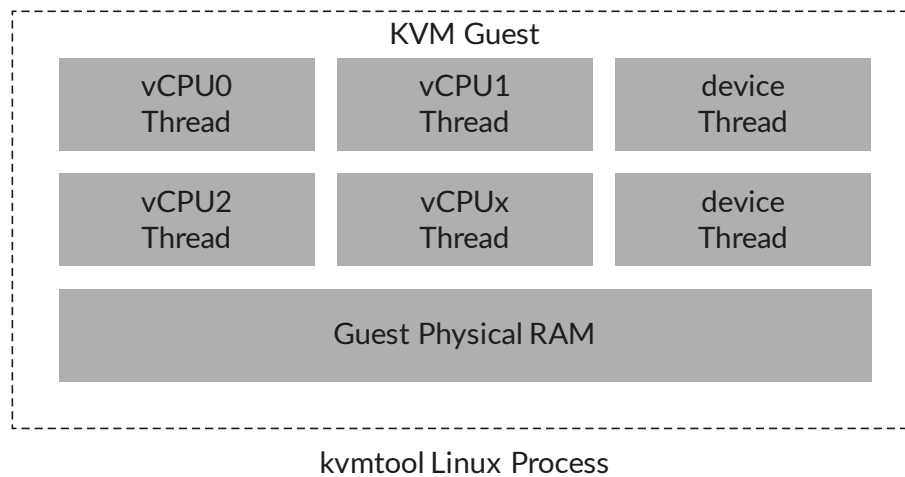 KVM Guest
vCPU0
Thread
vCPU1
Thread
device
Thread
vCPU2
Thread
vCPUx
Thread
device
Thread
Guest Physical RAM
kvmtool Linux Process